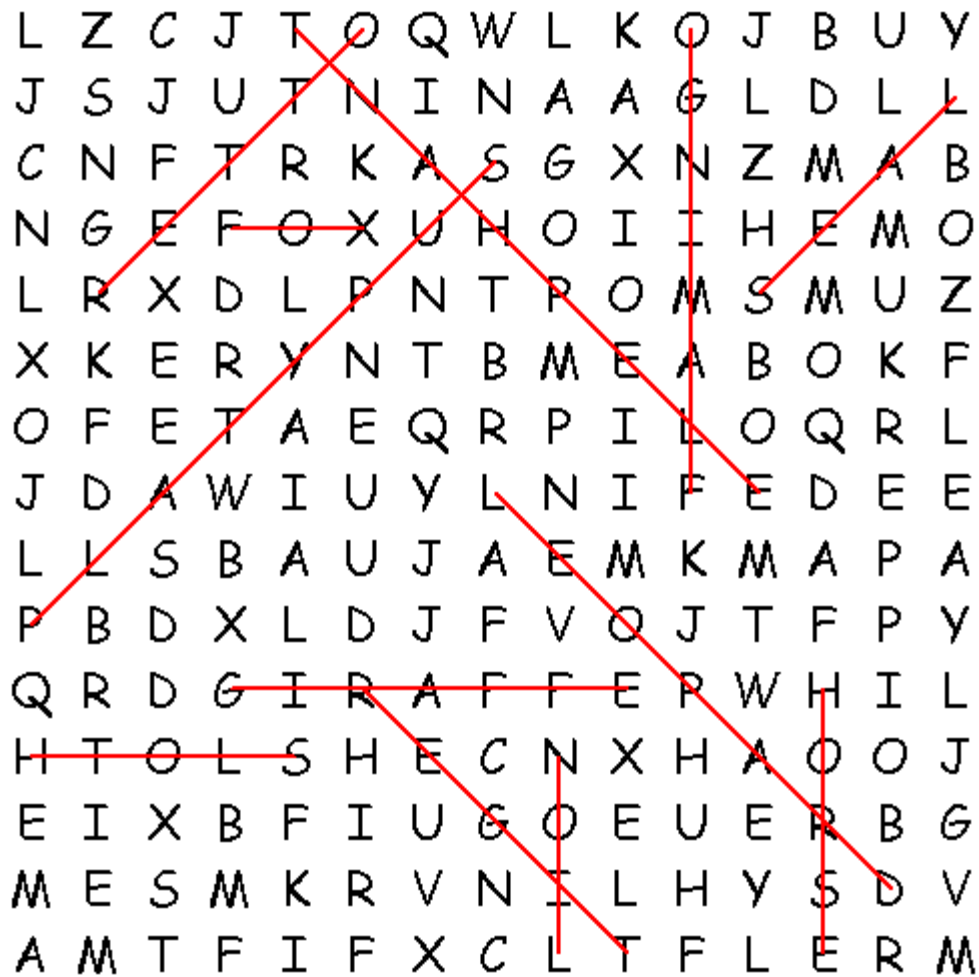 L Z C J T O Q W L K O J B U Y
J S J U T N I N A A G L D L L
C N F T R K A S G X N Z M A B
N G E F O X U H O I I H E M O
L R X D L P N T P O M S M U Z
X K E R Y N T B M E A B O K F
O F E T A E Q R P I L O Q R L
J D A W I U Y L N I F E D E E
L L S B A U J A E M K M A P A
P B D X L D J F V O J T F P Y
Q R D G I R A F F E P W H I L
H T O L S H E C N X H A O O J
E I X B F I U G O E U E R B G
M E S M K R V N I L H Y S D V
A M T F I F X C L T F L E R M